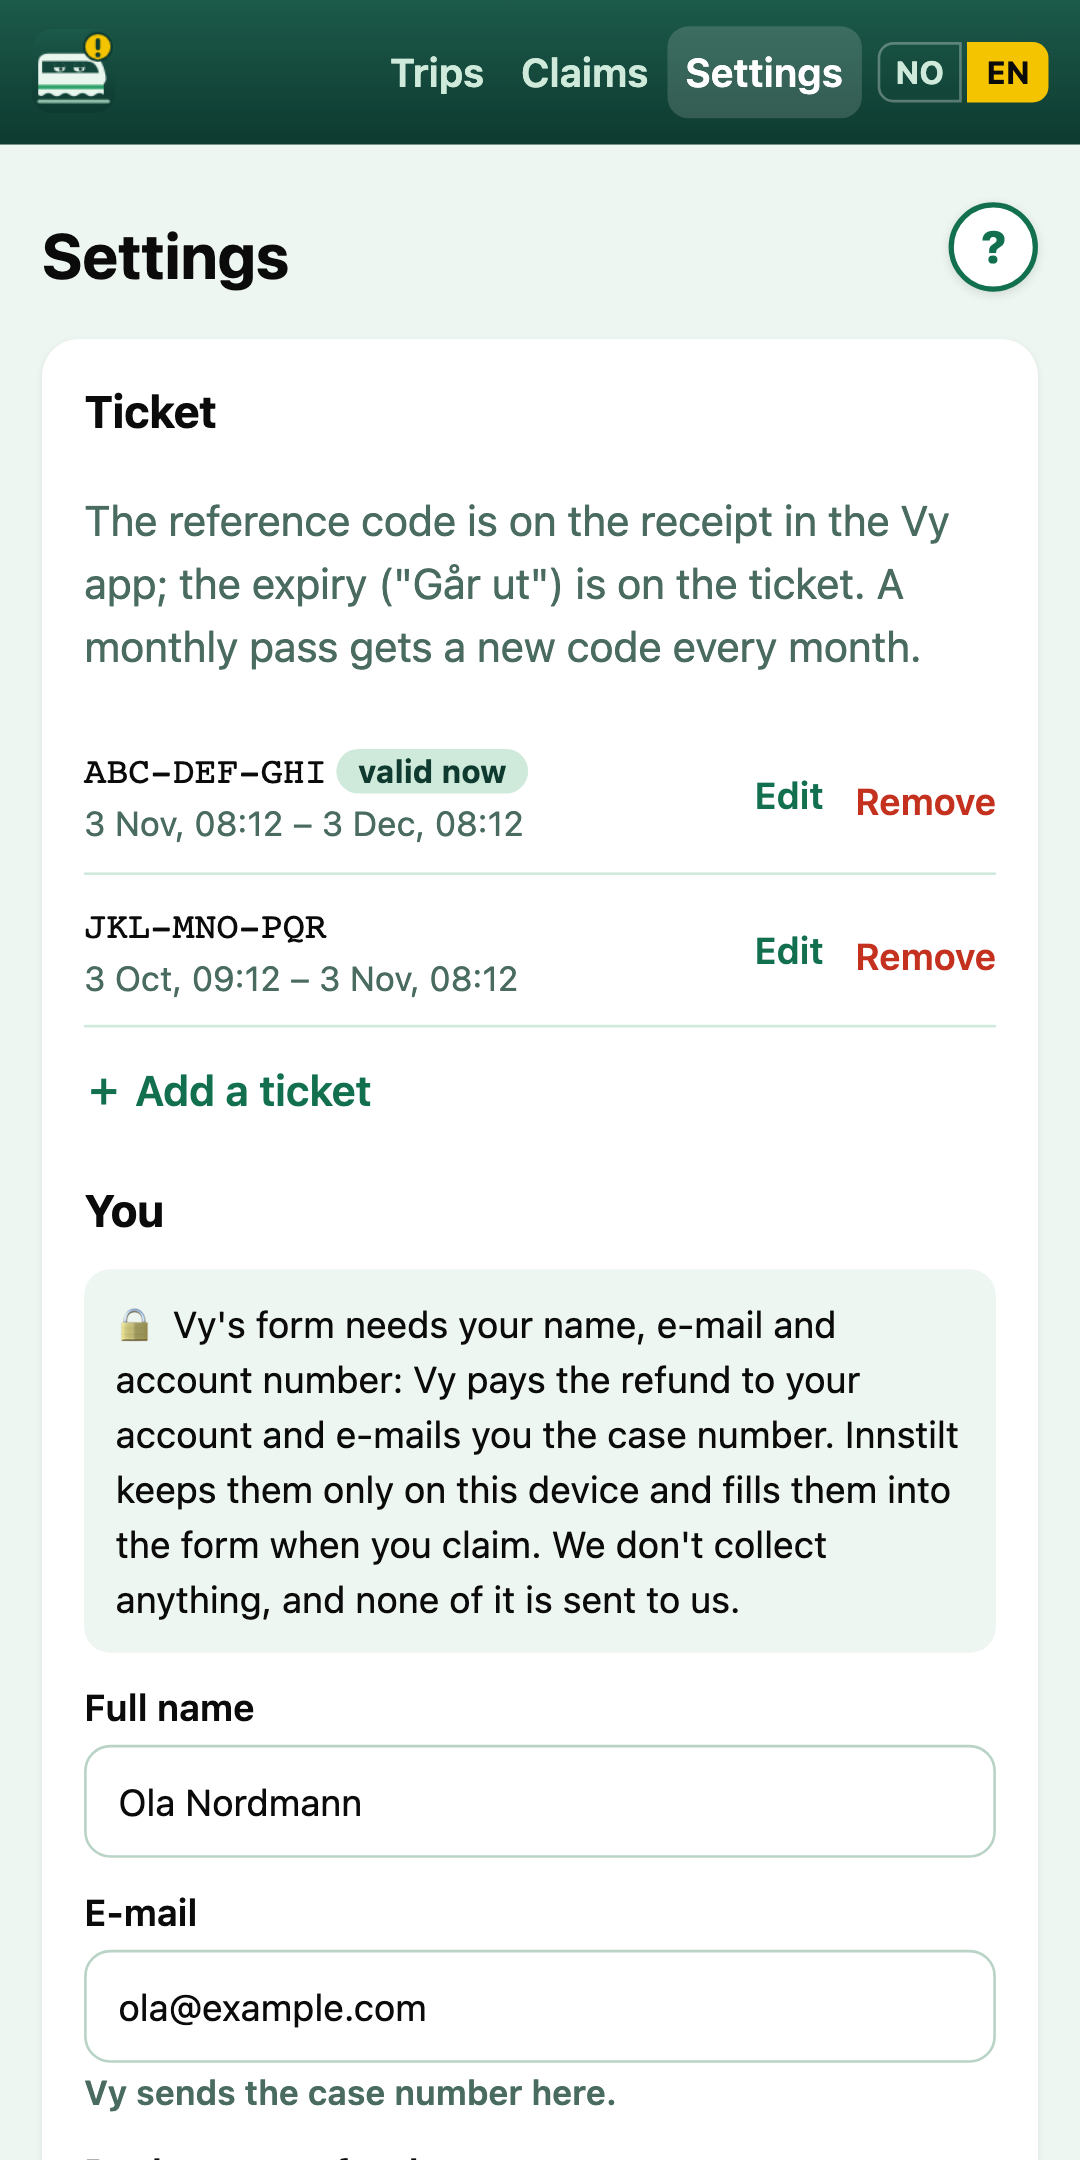 Trips Claims Settings NO EN
Settings
?
Ticket
The reference code is on the receipt in the Vy
app; the expiry ("Går ut") is on the ticket. A
monthly pass gets a new code every month.
ABC-DEF-GHI valid now
3 Nov, 08:12 – 3 Dec, 08:12
Edit Remove
JKL-MNO-PQR
3 Oct, 09:12 – 3 Nov, 08:12
Edit Remove
+ Add a ticket
You
🔒 Vy's form needs your name, e-mail and
account number: Vy pays the refund to your
account and e-mails you the case number. Innstilt
keeps them only on this device and fills them into
the form when you claim. We don't collect
anything, and none of it is sent to us.
Full name
Ola Nordmann
E-mail
ola@example.com
Vy sends the case number here.